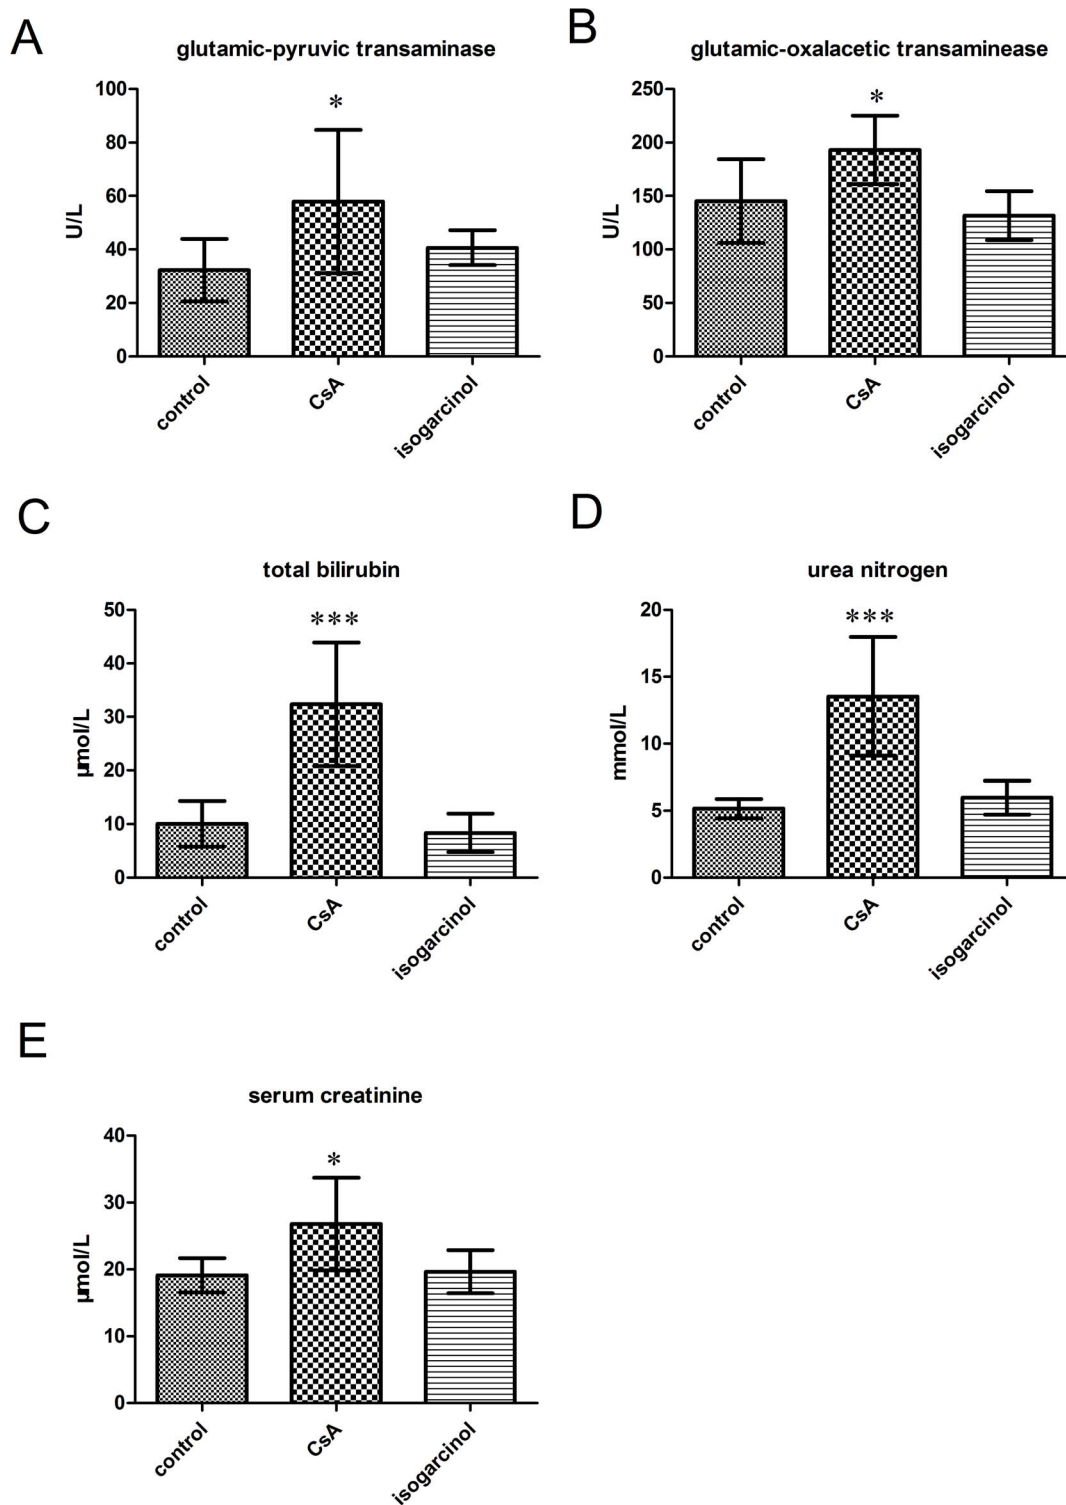 A
glutamic-pyruvic transaminase
100
80
60
40
20
0
U/L
*
control
CsA
isogarcinol
B
glutamic-oxalacetic transaminease
250
200
150
100
50
0
U/L
*
control
CsA
isogarcinol
C
total bilirubin
50
40
30
20
10
0
µmol/L
***
control
CsA
isogarcinol
D
urea nitrogen
20
15
10
5
0
mmol/L
***
control
CsA
isogarcinol
E
serum creatinine
40
30
20
10
0
µmol/L
*
control
CsA
isogarcinol